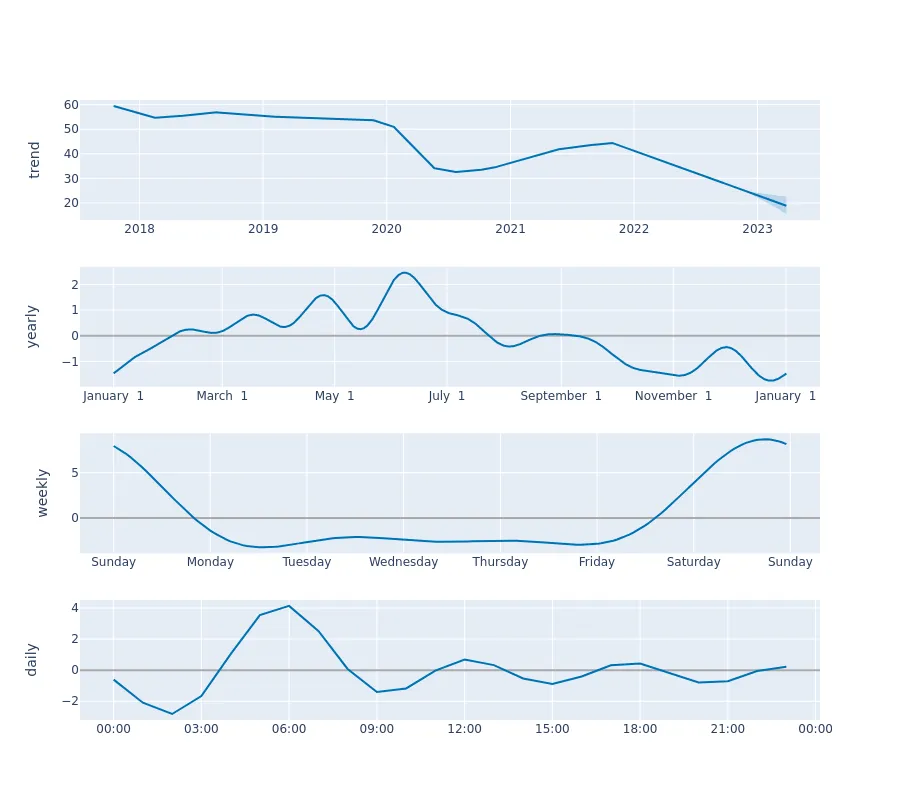 trend
60
50
40
30
20
2018 2019 2020 2021 2022 2023
yearly
2
1
0
−1
January 1 March 1 May 1 July 1 September 1 November 1 January 1
weekly
5
0
Sunday Monday Tuesday Wednesday Thursday Friday Saturday Sunday
daily
4
2
0
−2
00:00 03:00 06:00 09:00 12:00 15:00 18:00 21:00 00:00